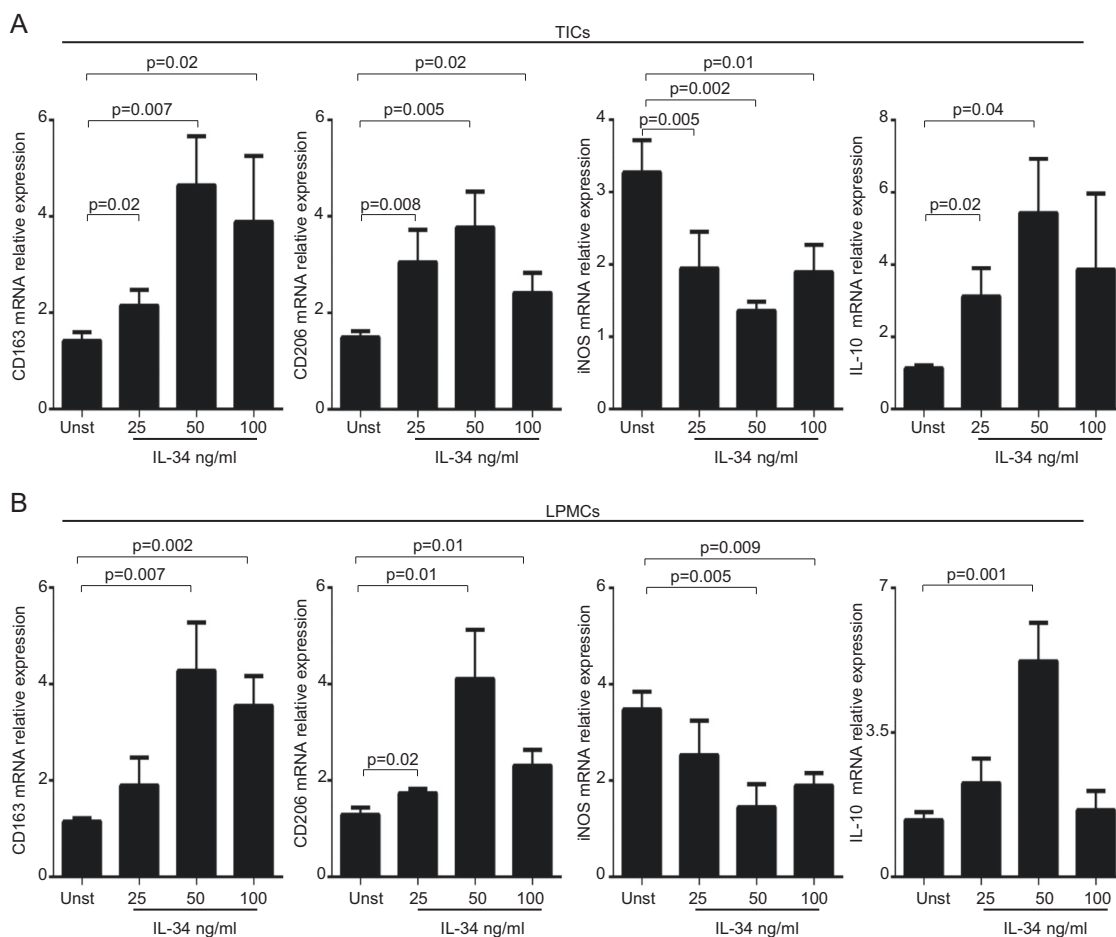 A
TICs
p=0.02
p=0.007
p=0.02
CD163 mRNA relative expression
6
4
2
0
Unst 25 50 100
IL-34 ng/ml
p=0.02
p=0.005
p=0.008
CD206 mRNA relative expression
6
4
2
0
Unst 25 50 100
IL-34 ng/ml
p=0.01
p=0.002
p=0.005
iNOS mRNA relative expression
4
3
2
1
0
Unst 25 50 100
IL-34 ng/ml
p=0.04
p=0.02
IL-10 mRNA relative expression
8
6
4
2
0
Unst 25 50 100
IL-34 ng/ml
B
LPMCs
p=0.002
p=0.007
CD163 mRNA relative expression
6
4
2
0
Unst 25 50 100
IL-34 ng/ml
p=0.01
p=0.01
p=0.02
CD206 mRNA relative expression
6
4
2
0
Unst 25 50 100
IL-34 ng/ml
p=0.009
p=0.005
iNOS mRNA relative expression
6
4
2
0
Unst 25 50 100
IL-34 ng/ml
p=0.001
IL-10 mRNA relative expression
7
3.5
0
Unst 25 50 100
IL-34 ng/ml